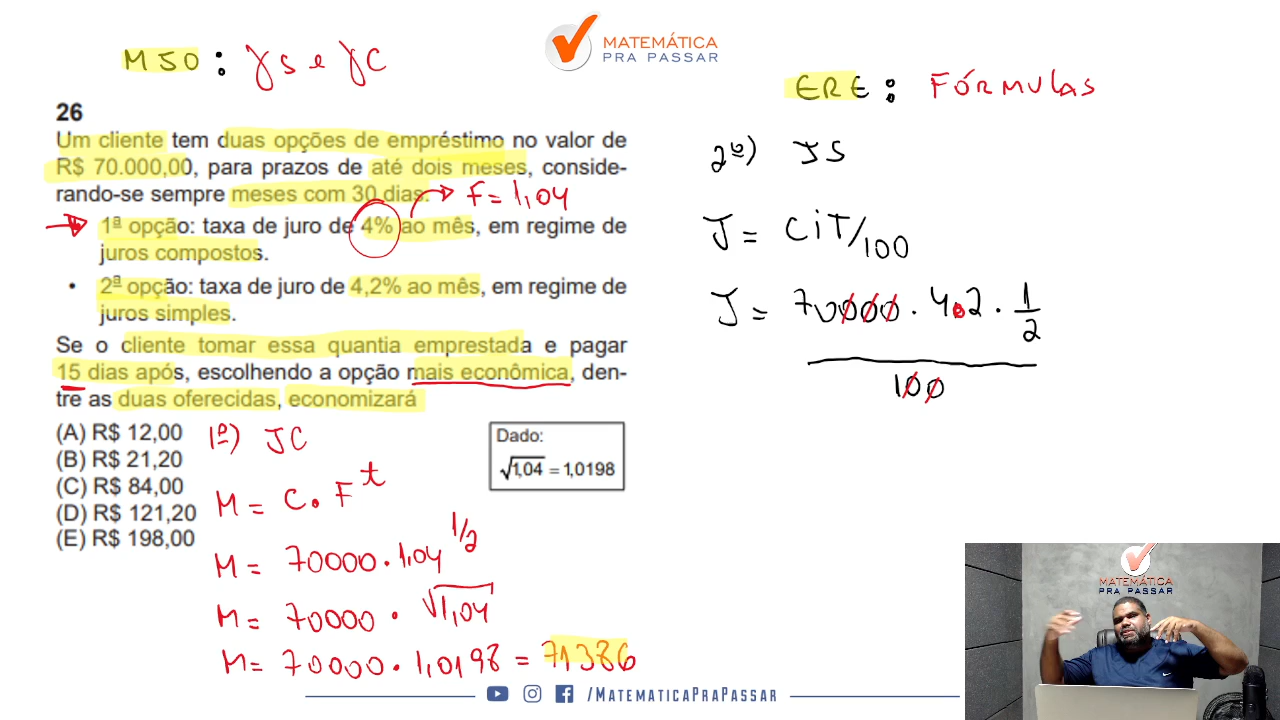 MATEMÁTICA
PRA PASSAR
MSO : JS e JC
26
Um cliente tem duas opções de empréstimo no valor de
R$ 70.000,00, para prazos de até dois meses, conside-
rando-se sempre meses com 30 dias.
F = 1,04
1ª opção: taxa de juro de 4% ao mês, em regime de
juros compostos.
• 2ª opção: taxa de juro de 4,2% ao mês, em regime de
juros simples.
Se o cliente tomar essa quantia emprestada e pagar
15 dias após, escolhendo a opção mais econômica, den-
tre as duas oferecidas, economizará
(A) R$ 12,00
(B) R$ 21,20
(C) R$ 84,00
(D) R$ 121,20
(E) R$ 198,00
Dado:
√1,04 = 1,0198
1º) JC
M = C . F^t
M = 70000 . 1,04^1/2
M = 70000 . √1,04
M = 70000 . 1,0198 = 71386
ERE : FÓRMULAS
2º) JS
J = CiT/100
J = 70000 . 4,2 . 1/2
100
MATEMÁTICA
PRA PASSAR
/MATEMATICAPRAPASSAR